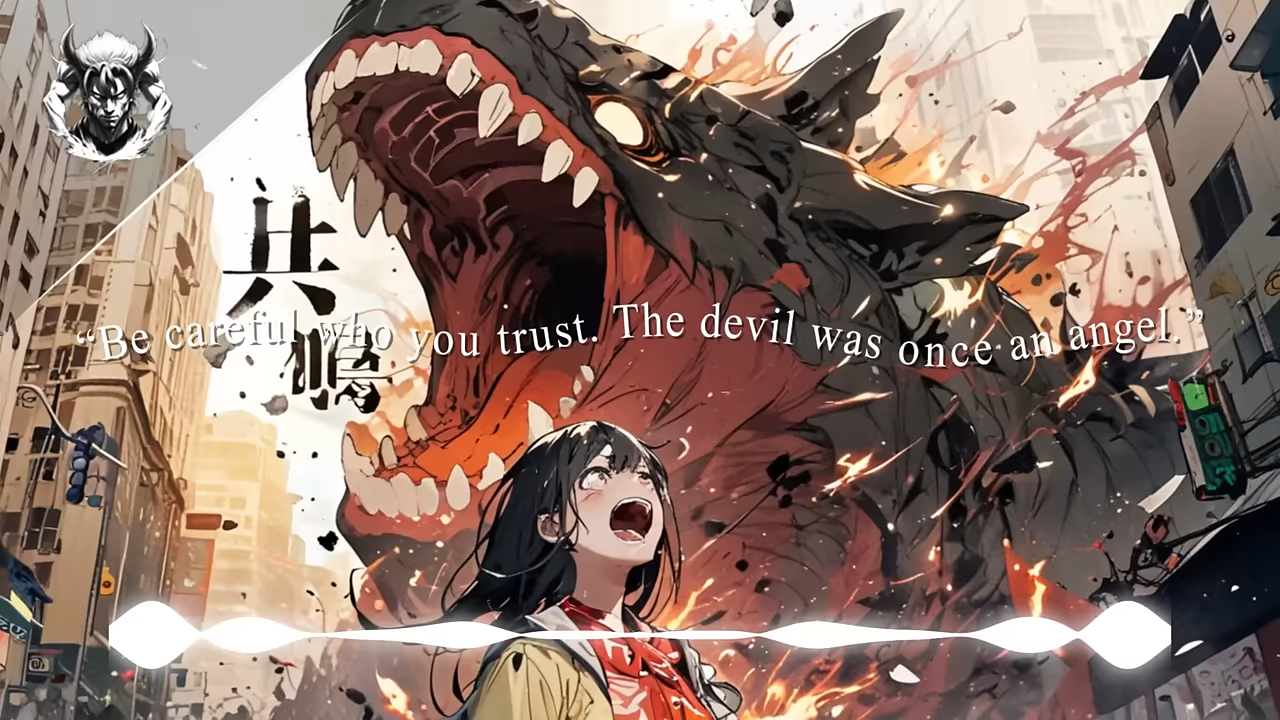 共鳴
“Be careful who you trust. The devil was once an angel.”